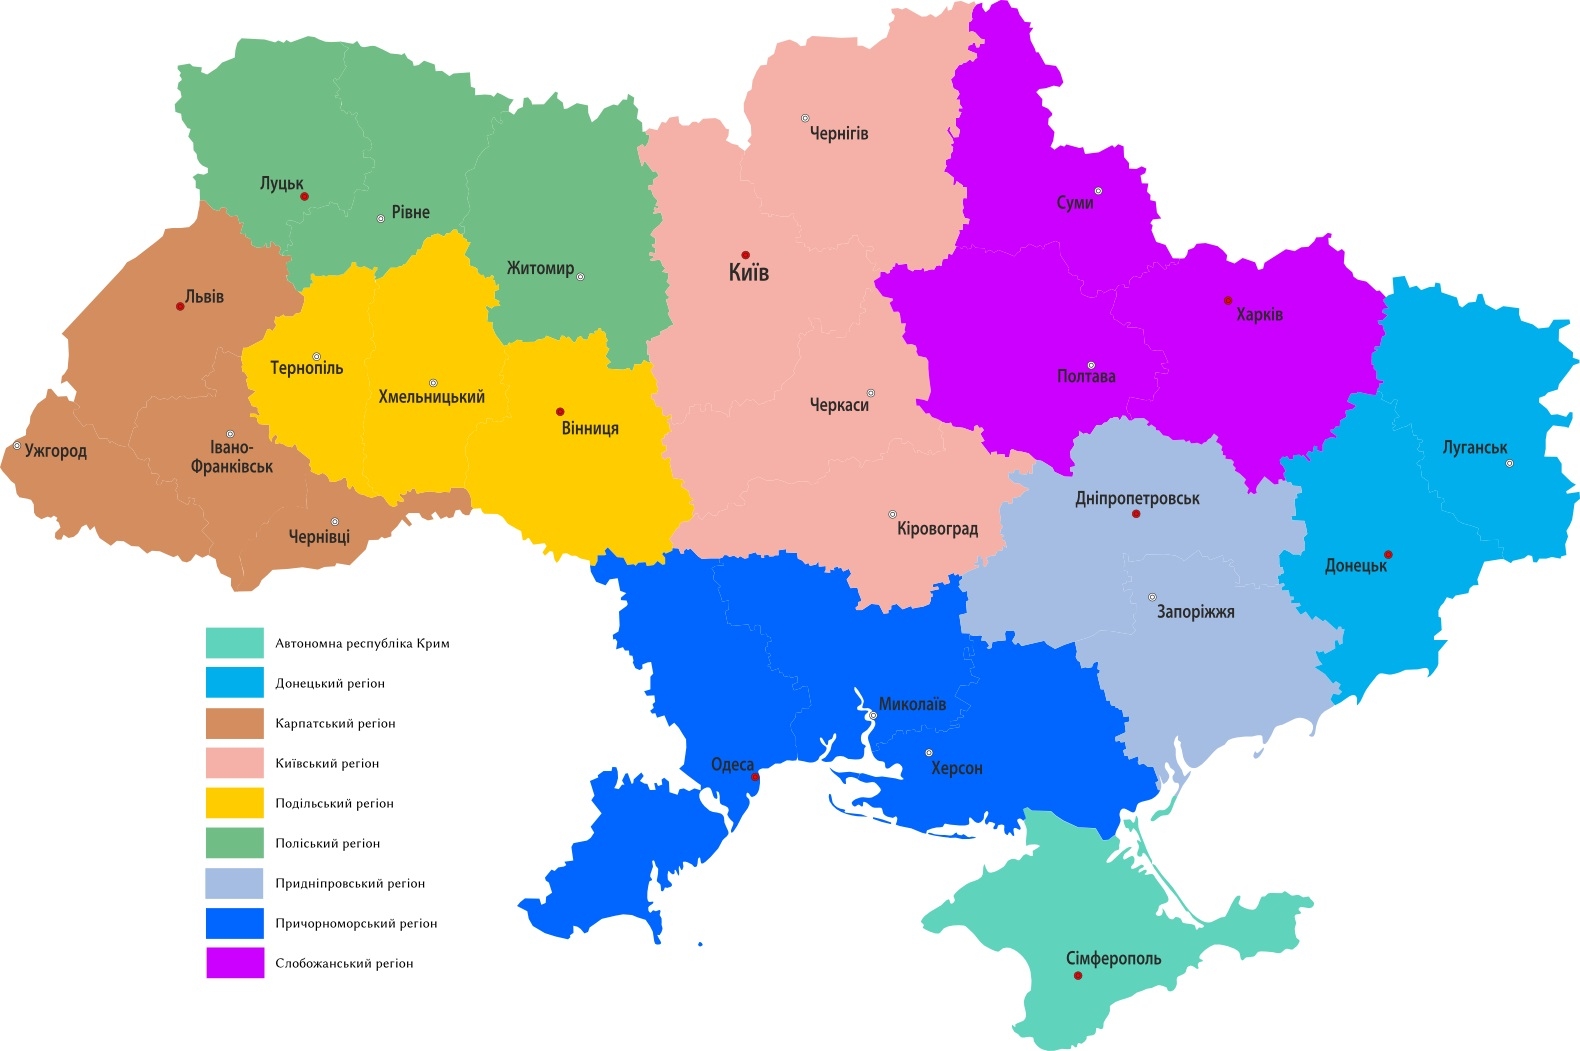 Чернігів
Луцьк
Суми
Рівне
Житомир
Київ
Львів
Харків
Тернопіль
Хмельницький
Полтава
Черкаси
Вінниця
Ужгород
Івано-
Франківськ
Луганськ
Дніпропетровськ
Чернівці
Кіровоград
Донецьк
Запоріжжя
Миколаїв
Одеса
Херсон
Сімферополь
Автономна республіка Крим
Донецький регіон
Карпатський регіон
Київський регіон
Подільський регіон
Поліський регіон
Придніпровський регіон
Причорноморський регіон
Слобожанський регіон